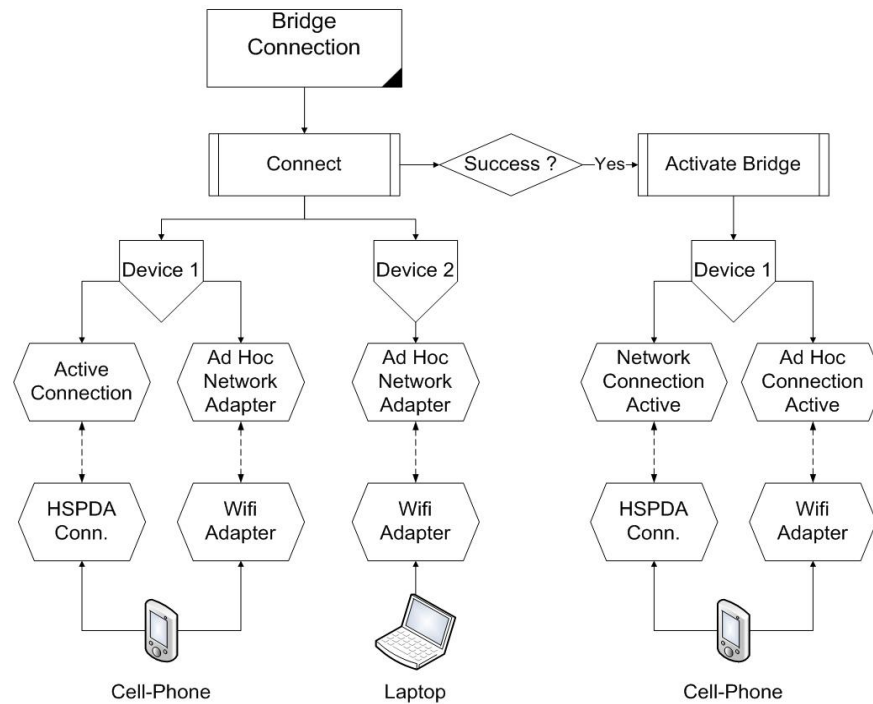 Bridge
Connection
Connect
Success ?
Yes
Activate Bridge
Device 1
Device 2
Device 1
Active
Connection
Ad Hoc
Network
Adapter
Ad Hoc
Network
Adapter
Network
Connection
Active
Ad Hoc
Connection
Active
HSPDA
Conn.
Wifi
Adapter
Wifi
Adapter
HSPDA
Conn.
Wifi
Adapter
Cell-Phone
Laptop
Cell-Phone